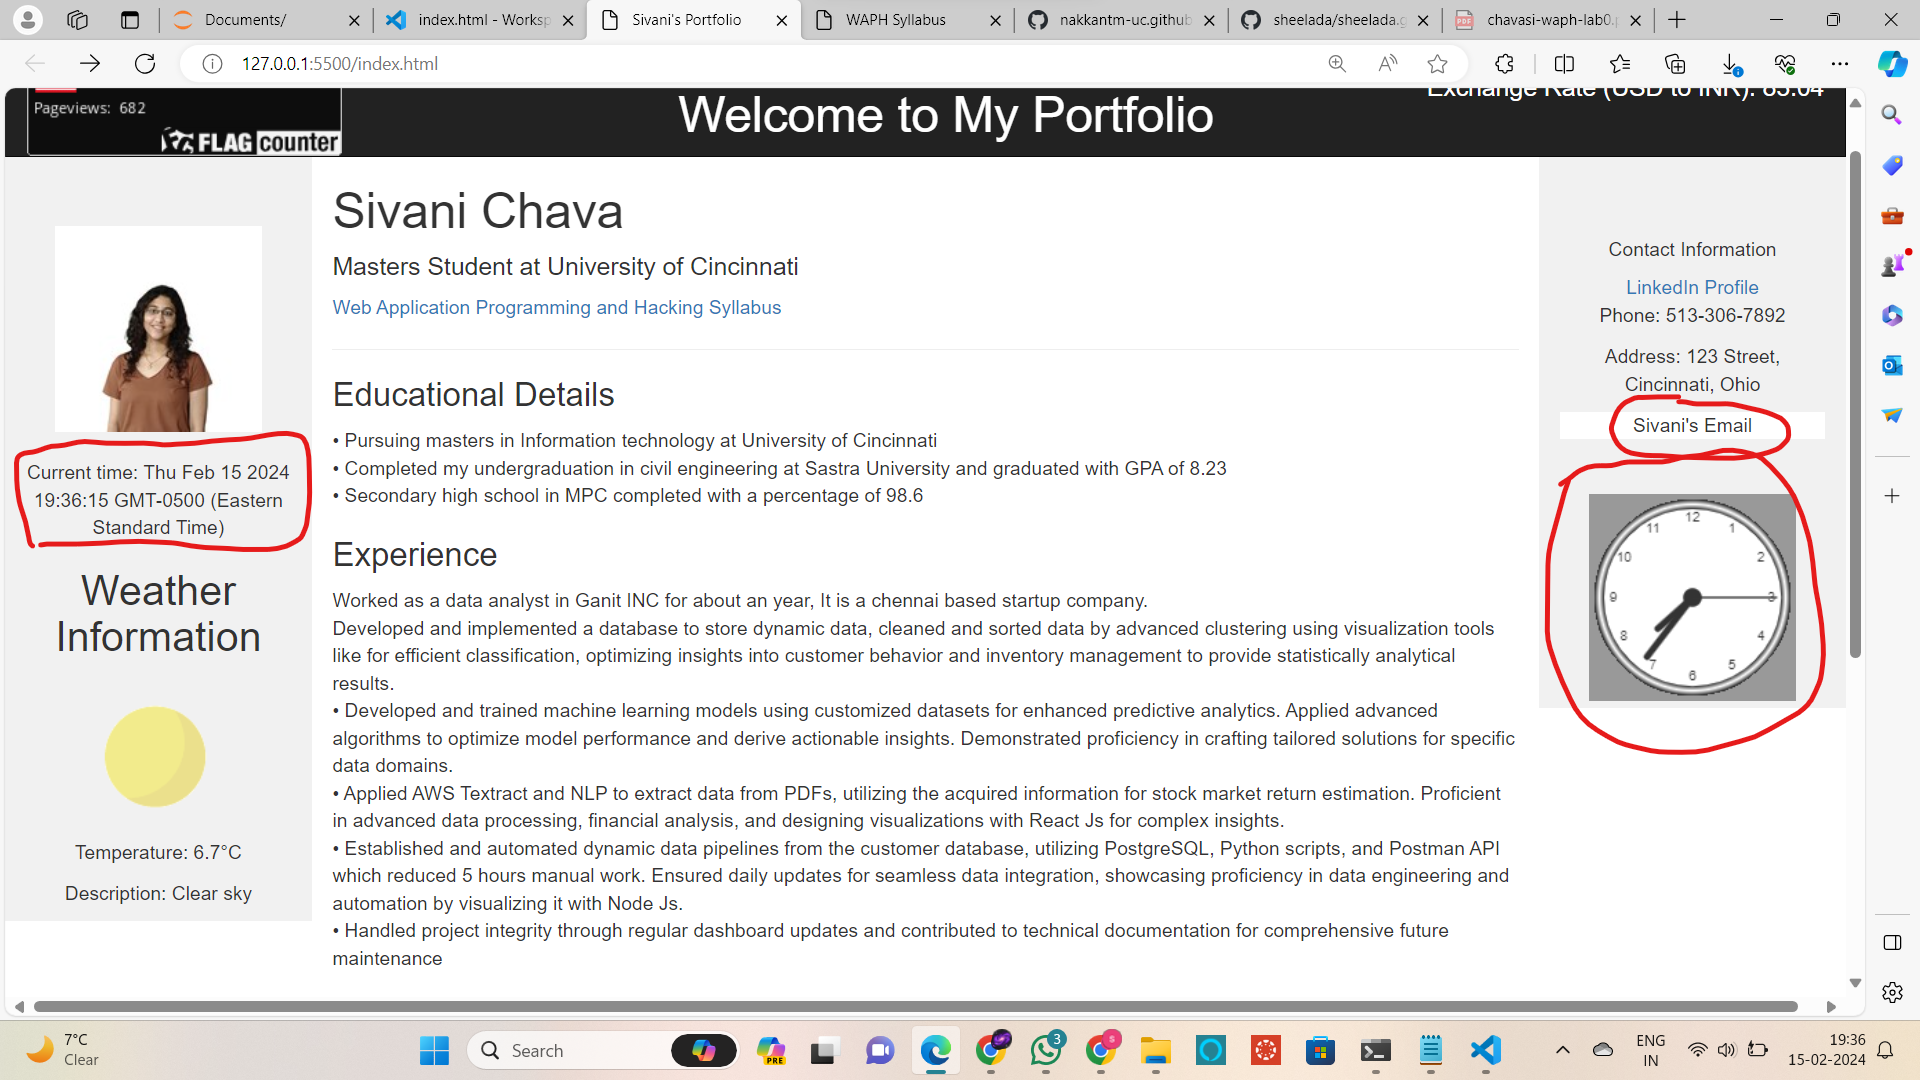 Documents/
index.html - Worksp
Sivani's Portfolio
WAPH Syllabus
nakkantm-uc.github
sheelada/sheelada.g
chavasi-waph-lab0.p
127.0.0.1:5500/index.html
Pageviews: 682
FLAG counter
Welcome to My Portfolio
Exchange Rate (USD to INR): 83.04
Sivani Chava
Masters Student at University of Cincinnati
Web Application Programming and Hacking Syllabus
Current time: Thu Feb 15 2024
19:36:15 GMT-0500 (Eastern
Standard Time)
Weather
Information
Temperature: 6.7°C
Description: Clear sky
Educational Details
• Pursuing masters in Information technology at University of Cincinnati
• Completed my undergraduation in civil engineering at Sastra University and graduated with GPA of 8.23
• Secondary high school in MPC completed with a percentage of 98.6
Experience
Worked as a data analyst in Ganit INC for about an year, It is a chennai based startup company.
Developed and implemented a database to store dynamic data, cleaned and sorted data by advanced clustering using visualization tools
like for efficient classification, optimizing insights into customer behavior and inventory management to provide statistically analytical
results.
• Developed and trained machine learning models using customized datasets for enhanced predictive analytics. Applied advanced
algorithms to optimize model performance and derive actionable insights. Demonstrated proficiency in crafting tailored solutions for specific
data domains.
• Applied AWS Textract and NLP to extract data from PDFs, utilizing the acquired information for stock market return estimation. Proficient
in advanced data processing, financial analysis, and designing visualizations with React Js for complex insights.
• Established and automated dynamic data pipelines from the customer database, utilizing PostgreSQL, Python scripts, and Postman API
which reduced 5 hours manual work. Ensured daily updates for seamless data integration, showcasing proficiency in data engineering and
automation by visualizing it with Node Js.
• Handled project integrity through regular dashboard updates and contributed to technical documentation for comprehensive future
maintenance
Contact Information
LinkedIn Profile
Phone: 513-306-7892
Address: 123 Street,
Cincinnati, Ohio
Sivani's Email
12
1
2
3
4
5
6
7
8
9
10
11
7°C
Clear
Search
PRE
3
S
ENG
IN
19:36
15-02-2024